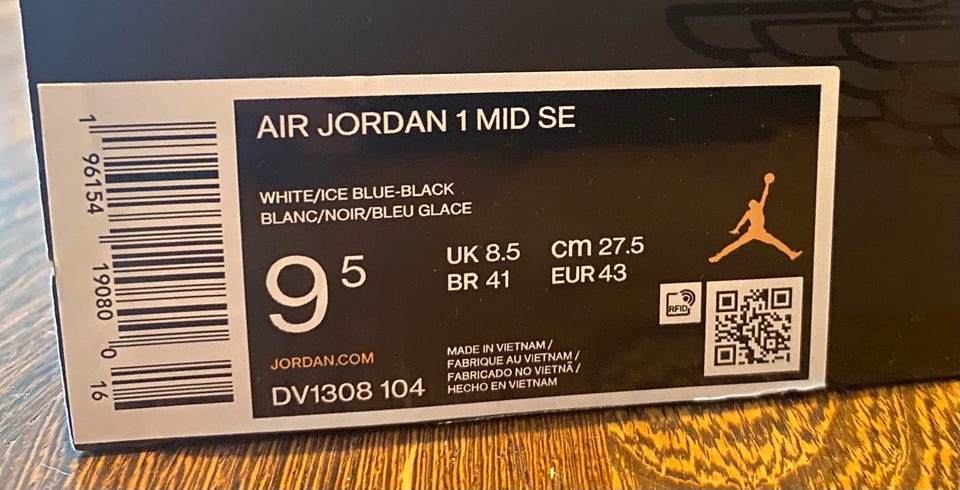 AIR JORDAN 1 MID SE
WHITE/ICE BLUE-BLACK
BLANC/NOIR/BLEU GLACE
9 5
UK 8.5 cm 27.5
BR 41 EUR 43
RFID
JORDAN.COM
DV1308 104
MADE IN VIETNAM /
FABRIQUE AU VIETNAM /
FABRICADO NO VIETNÃ /
HECHO EN VIETNAM
1 96154 19080 0 16